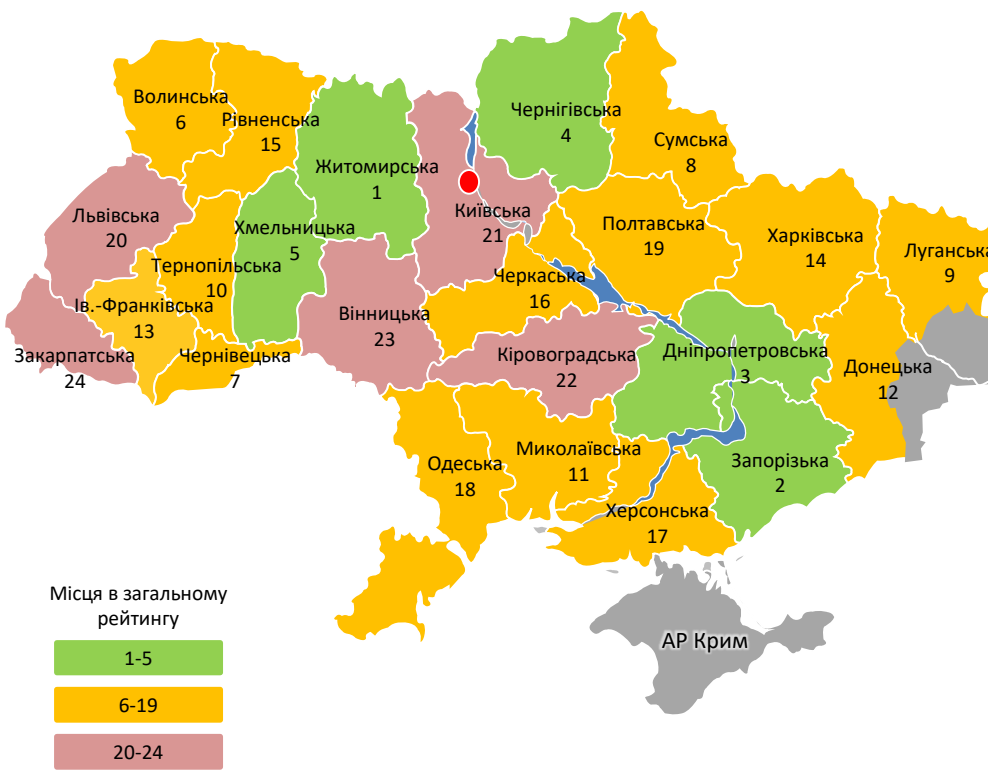 Волинська
6
Рівненська
15
Житомирська
1
Чернігівська
4
Сумська
8
Львівська
20
Хмельницька
5
Київська
21
Полтавська
19
Харківська
14
Луганська
9
Тернопільська
10
Черкаська
16
Ів.-Франківська
13
Вінницька
23
Закарпатська
24
Чернівецька
7
Кіровоградська
22
Дніпропетровська
3
Донецька
12
Одеська
18
Миколаївська
11
Запорізька
2
Херсонська
17
АР Крим
Місця в загальному
рейтингу
1-5
6-19
20-24